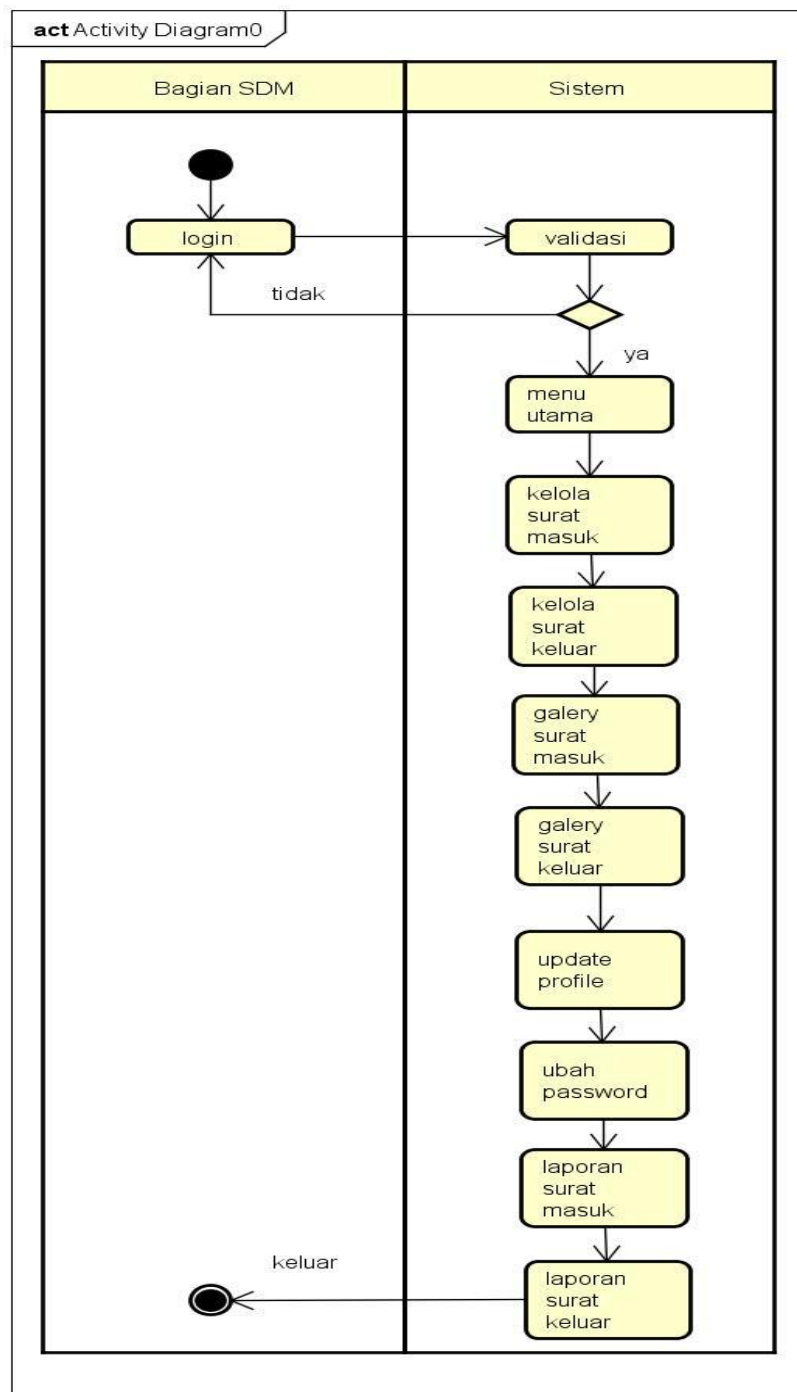 act Activity Diagram0
Bagian SDM
Sistem
login
validasi
tidak
ya
menu
utama
kelola
surat
masuk
kelola
surat
keluar
galery
surat
masuk
galery
surat
keluar
update
profile
ubah
password
laporan
surat
masuk
keluar
laporan
surat
keluar